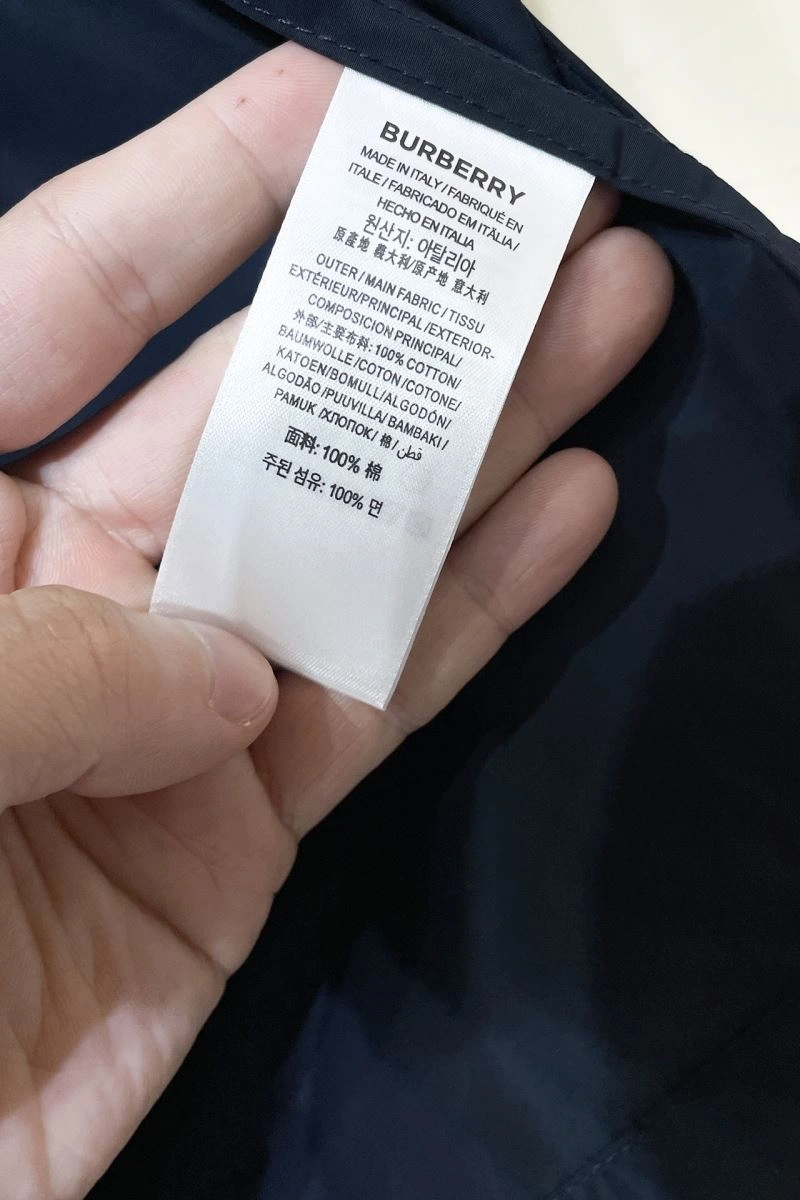 BURBERRY
MADE IN ITALY / FABRIQUÉ EN
ITALE / FABRICADO EM ITÁLIA /
HECHO EN ITALIA
원산지: 이탈리아
原產地 義大利/原产地 意大利
OUTER / MAIN FABRIC / TISSU
EXTÉRIEUR/PRINCIPAL /EXTERIOR-
COMPOSICION PRINCIPAL/
外部/主要布料: 100% COTTON/
BAUMWOLLE /COTON /COTONE/
KATOEN/BOMULL/ALGODÓN/
ALGODÃO /PUUVILLA/ BAMBAKI /
PAMUK /ХЛОПОК/ 棉/ قطن
面料: 100% 棉
주된 섬유: 100% 면